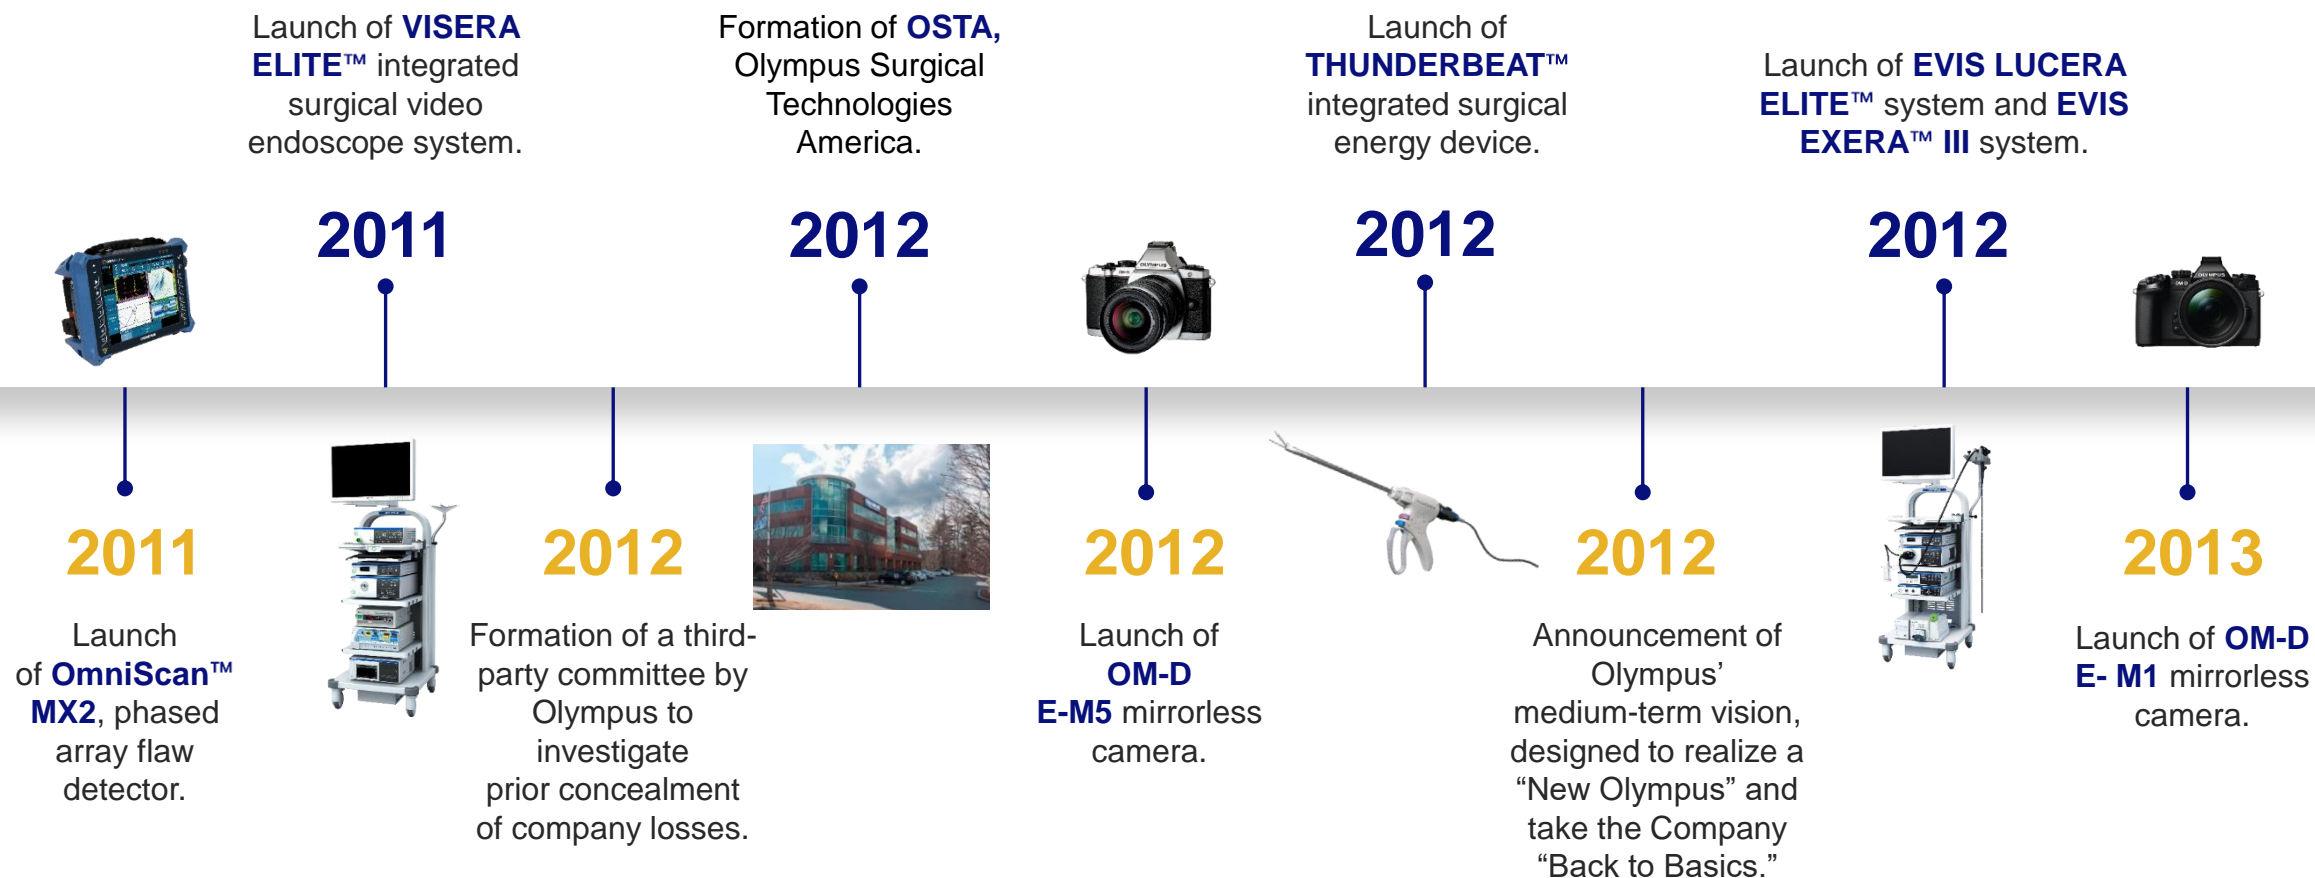 Launch of VISERA
ELITE™ integrated
surgical video
endoscope system.
2011
Formation of OSTA,
Olympus Surgical
Technologies
America.
2012
Launch of
THUNDERBEAT™
integrated surgical
energy device.
2012
Launch of EVIS LUCERA
ELITE™ system and EVIS
EXERA™ III system.
2012
2011
Launch
of OmniScan™
MX2, phased
array flaw
detector.
2012
Formation of a third-
party committee by
Olympus to
investigate
prior concealment
of company losses.
OLYMPUS
2012
Launch of
OM-D
E-M5 mirrorless
camera.
2012
Announcement of
Olympus’
medium-term vision,
designed to realize a
“New Olympus” and
take the Company
“Back to Basics.”
OLYMPUS
OM-D
2013
Launch of OM-D
E- M1 mirrorless
camera.